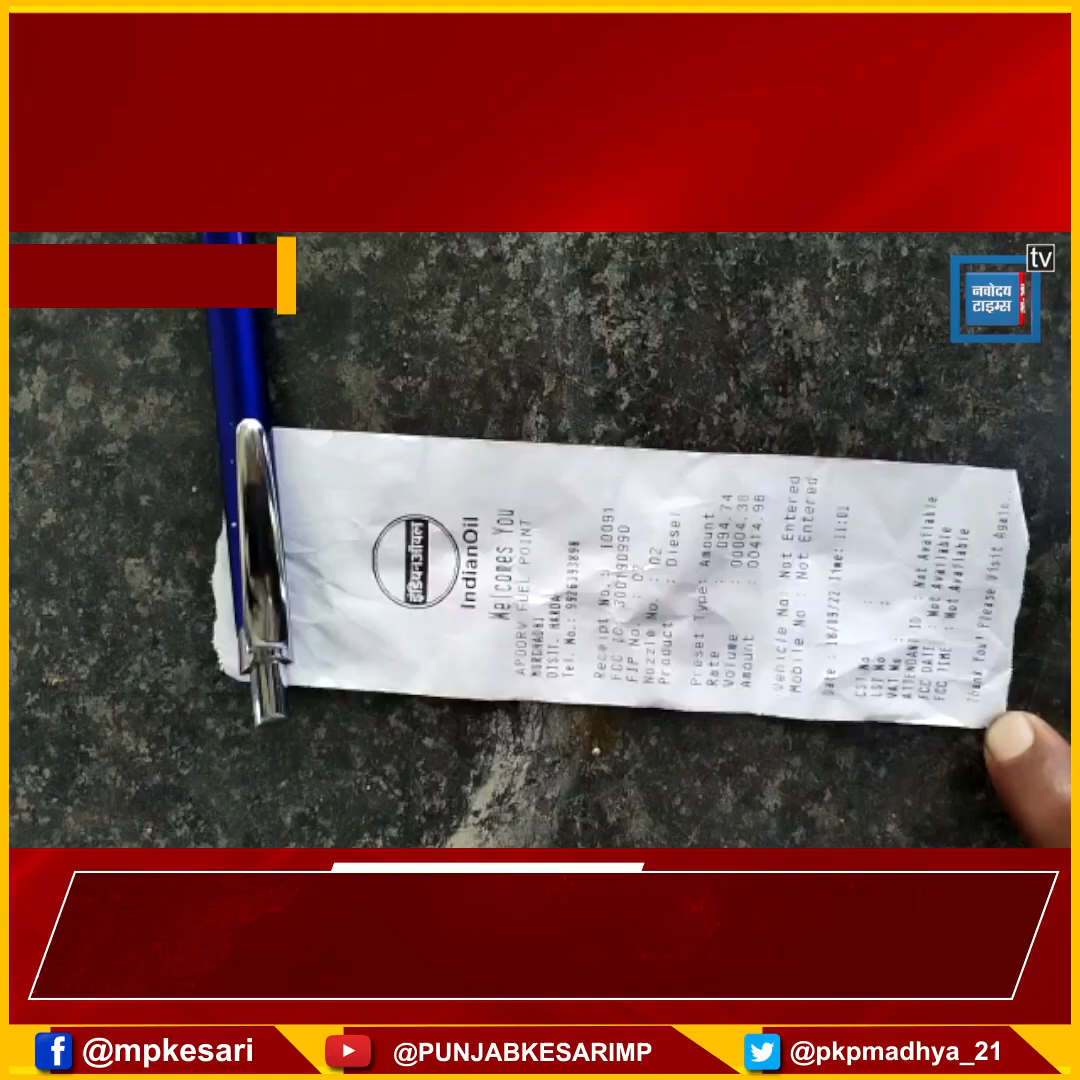 tv
नवोदय
टाइम्स
इंडियनऑयल
IndianOil
Welcomes You
APOORV FUEL POINT
DISTT. HARDA
Tel. No.: 9926393898
Receipt No.: 10091
Nozzle No. : 02
Product : Diesel
Preset Type: Amount
Rate : 094.74
Volume : 00004.38
Amount : 00414.96
Vehicle No: Not Entered
Mobile No : Not Entered
Date : 18/09/22 Time: 11:01
CST No :
LST No :
VAT No :
ATTENDANT ID : Not Available
FCC DATE : Not Available
FCC TIME : Not Available
Thank You! Please Visit Again..
@mpkesari
@PUNJABKESARIMP
@pkpmadhya_21